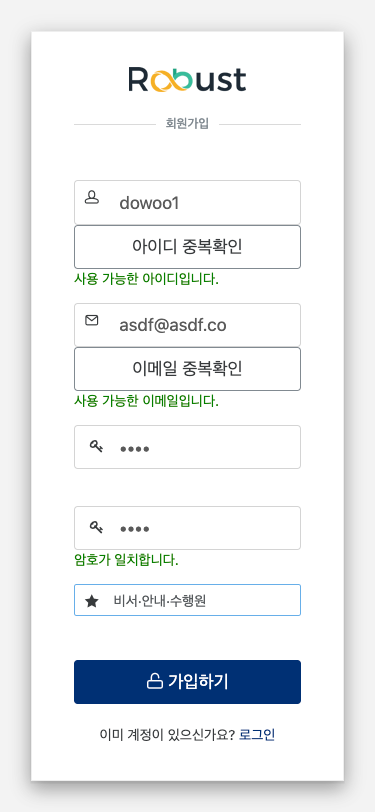 Robust
회원가입
dowoo1
아이디 중복확인
사용 가능한 아이디입니다.
asdf@asdf.co
이메일 중복확인
사용 가능한 이메일입니다.
••••
••••
암호가 일치합니다.
비서·안내·수행원
가입하기
이미 계정이 있으신가요? 로그인